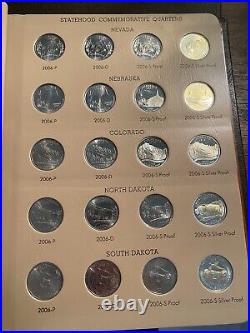 STATEHOOD COMMEMORATIVE QUARTERS
NEVADA
2006-P 2006-D 2006-S Proof 2006-S Silver Proof
NEBRASKA
2006-P 2006-D 2006-S Proof 2006-S Silver Proof
COLORADO
2006-P 2006-D 2006-S Proof 2006-S Silver Proof
NORTH DAKOTA
2006-P 2006-D 2006-S Proof 2006-S Silver Proof
SOUTH DAKOTA
2006-P 2006-D 2006-S Proof 2006-S Silver Proof